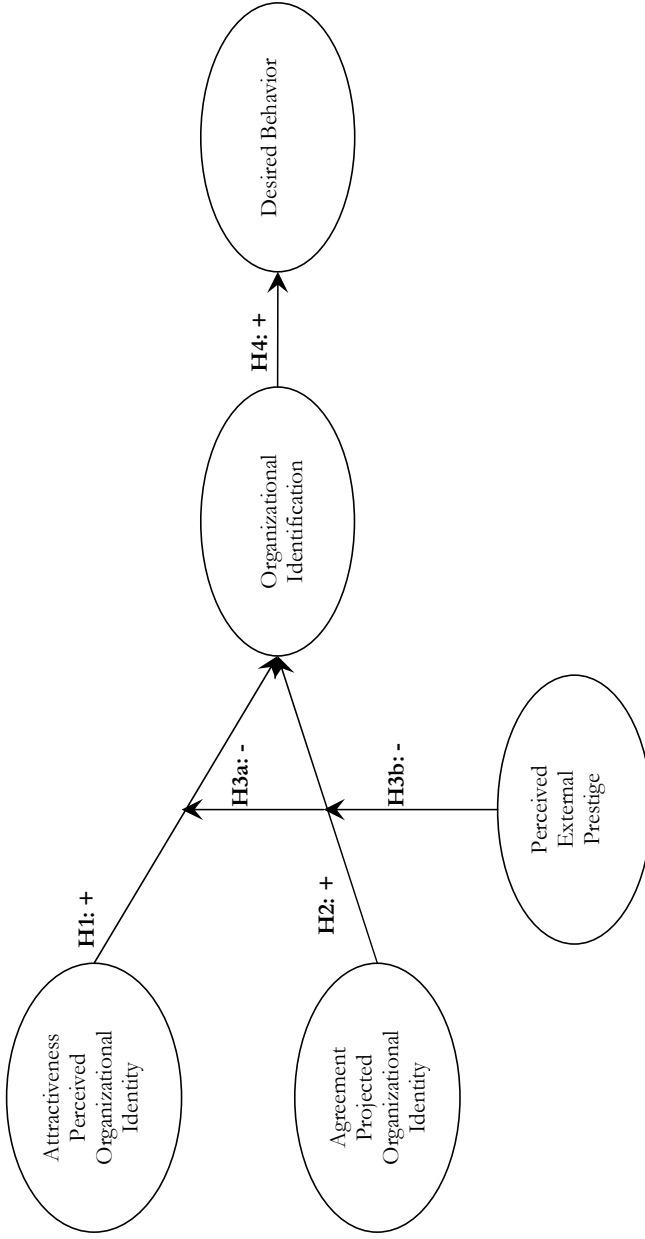 Attractiveness
Perceived
Organizational
Identity
H1: +
Agreement
Projected
Organizational
Identity
H2: +
H3a: -
H3b: -
Perceived
External
Prestige
Organizational
Identification
H4: +
Desired Behavior